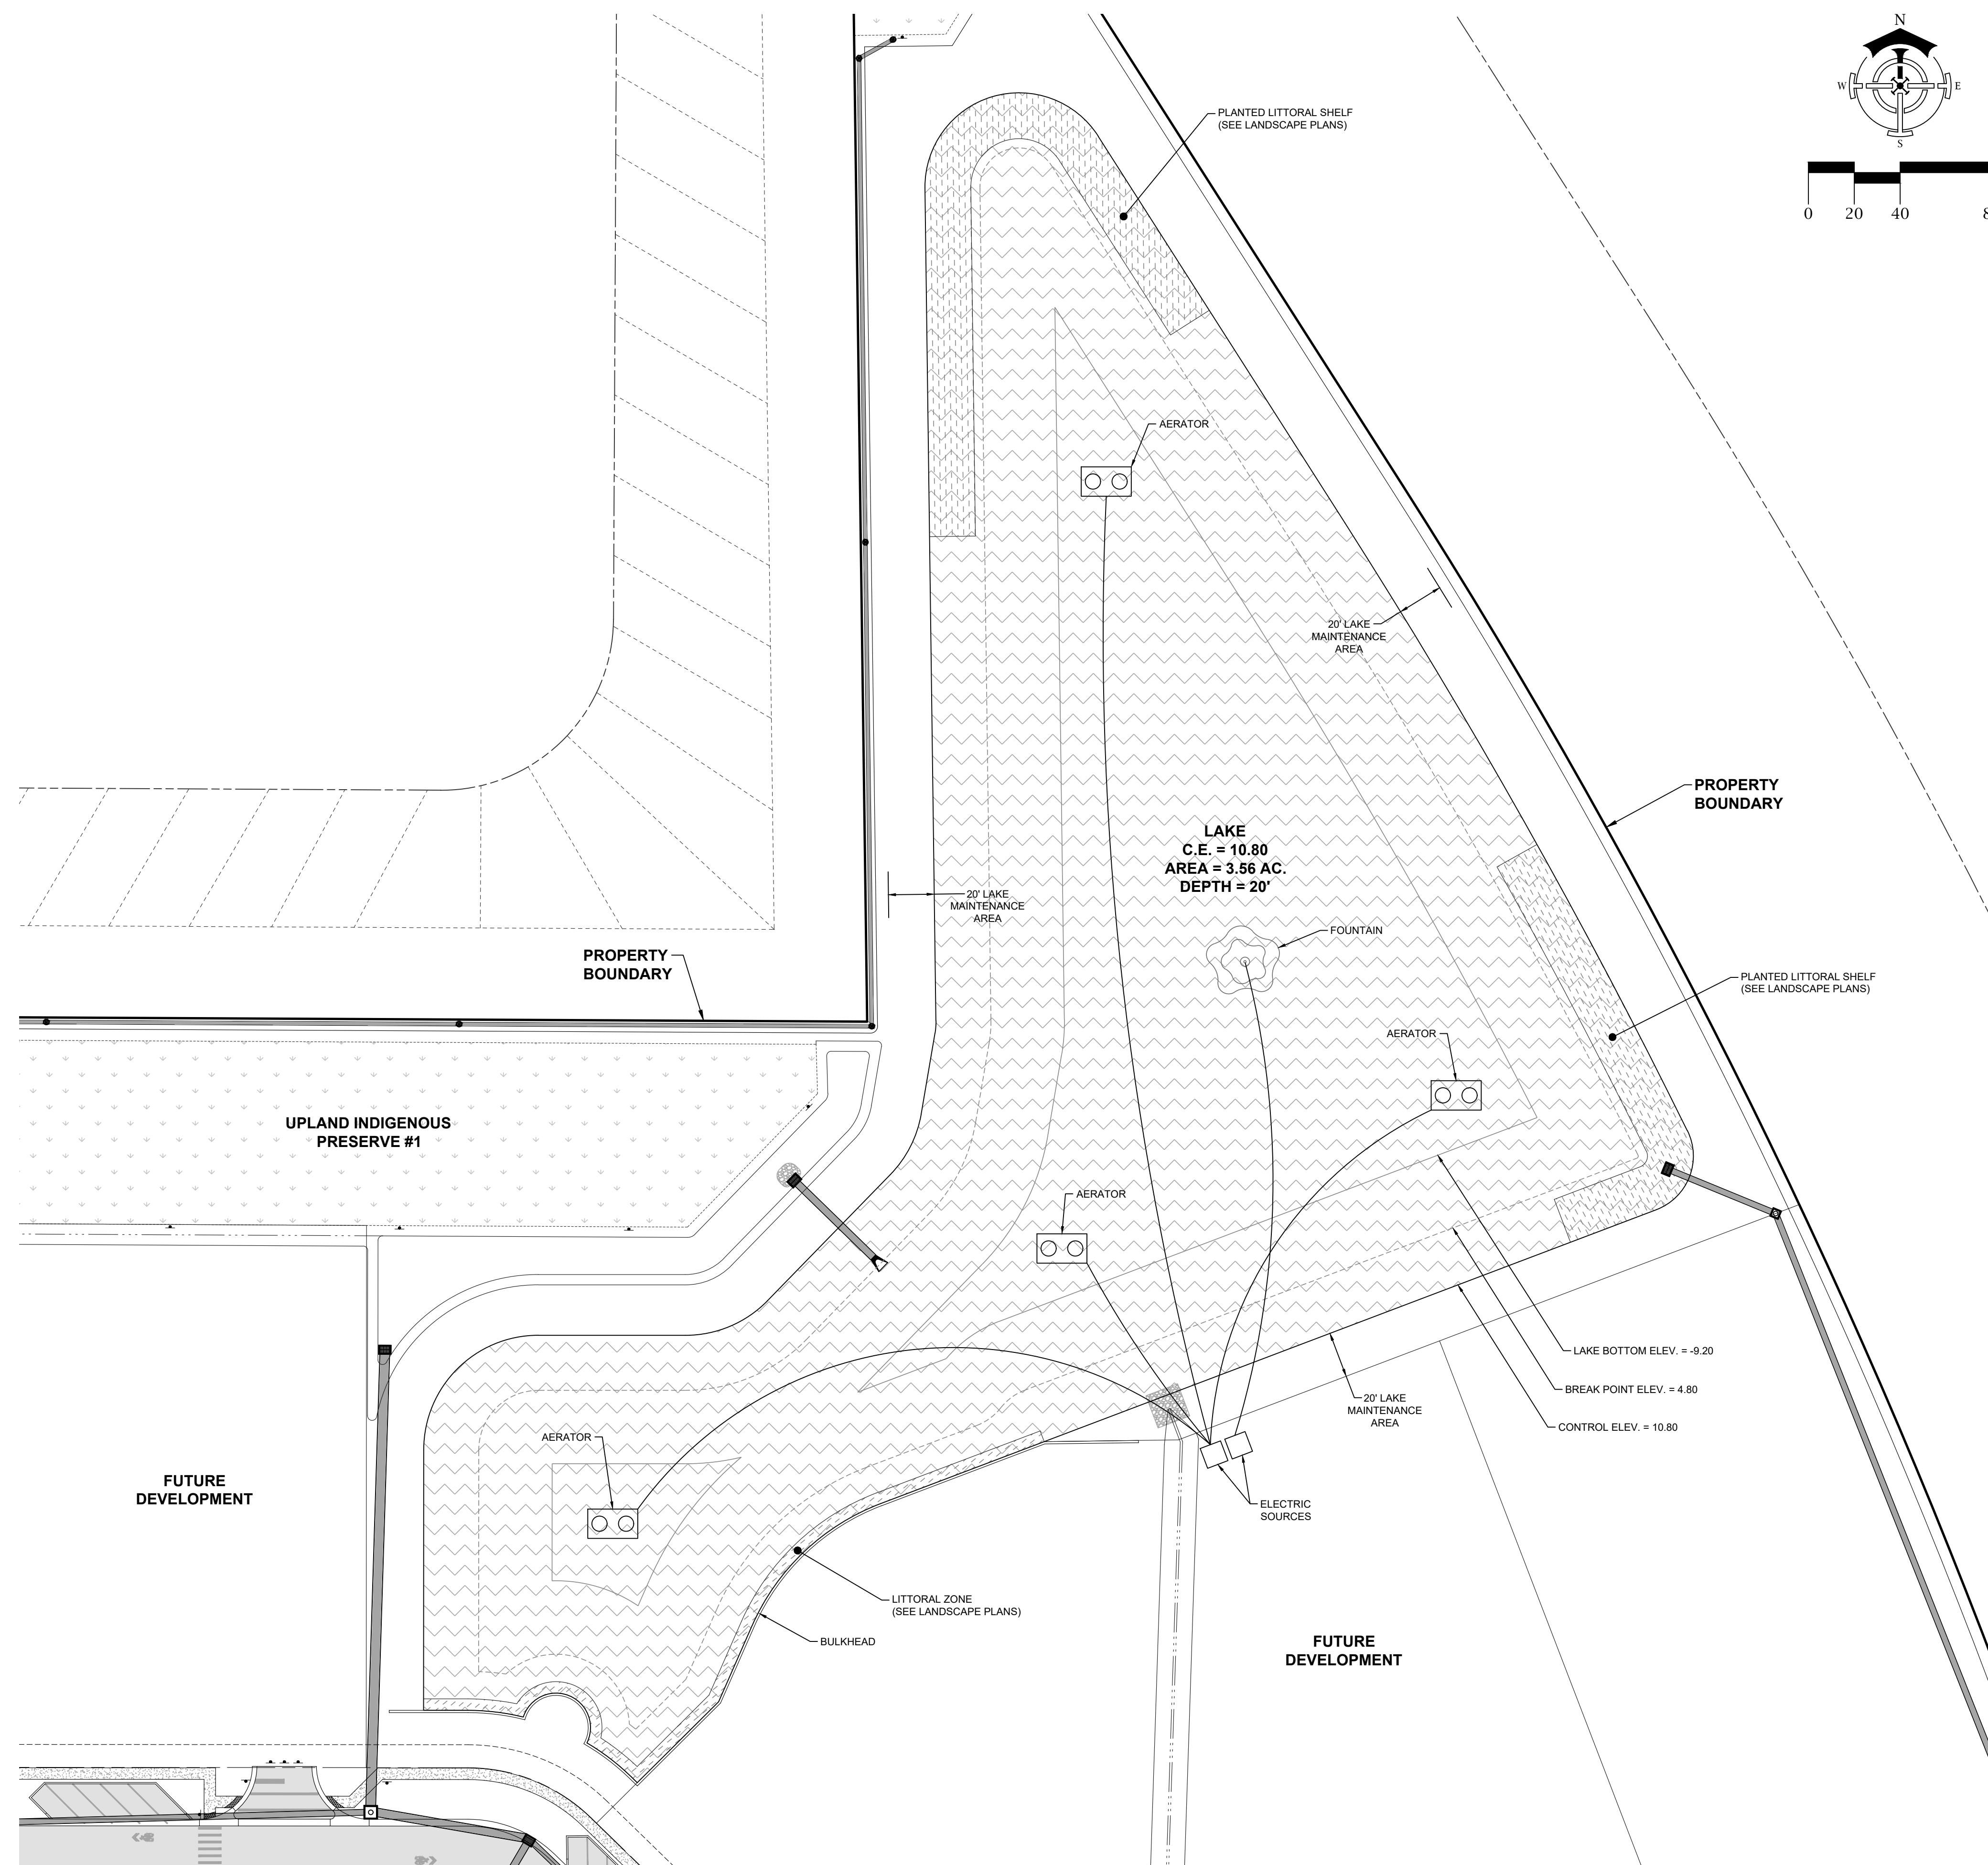 N
W
E
S
0 20 40
PLANTED LITTORAL SHELF
(SEE LANDSCAPE PLANS)
AERATOR
20' LAKE
MAINTENANCE
AREA
PROPERTY
BOUNDARY
LAKE
C.E. = 10.80
AREA = 3.56 AC.
DEPTH = 20'
20' LAKE
MAINTENANCE
AREA
FOUNTAIN
PROPERTY
BOUNDARY
PLANTED LITTORAL SHELF
(SEE LANDSCAPE PLANS)
AERATOR
UPLAND INDIGENOUS
PRESERVE #1
AERATOR
LAKE BOTTOM ELEV. = -9.20
BREAK POINT ELEV. = 4.80
CONTROL ELEV. = 10.80
20' LAKE
MAINTENANCE
AREA
AERATOR
FUTURE
DEVELOPMENT
ELECTRIC
SOURCES
LITTORAL ZONE
(SEE LANDSCAPE PLANS)
BULKHEAD
FUTURE
DEVELOPMENT